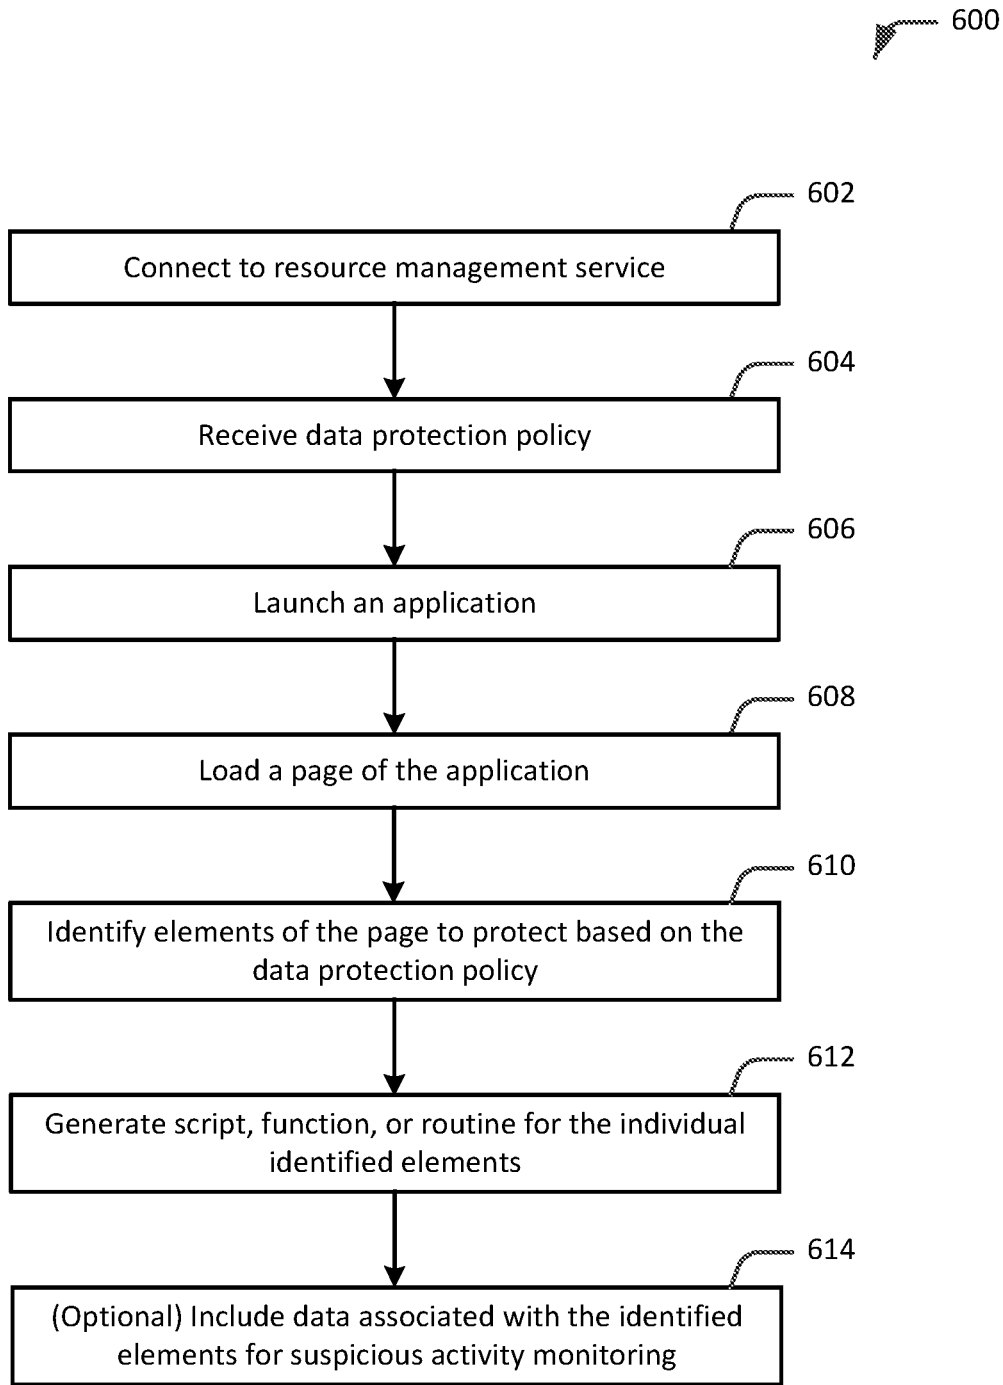 600
602
Connect to resource management service
604
Receive data protection policy
606
Launch an application
608
Load a page of the application
610
Identify elements of the page to protect based on the
data protection policy
612
Generate script, function, or routine for the individual
identified elements
614
(Optional) Include data associated with the identified
elements for suspicious activity monitoring